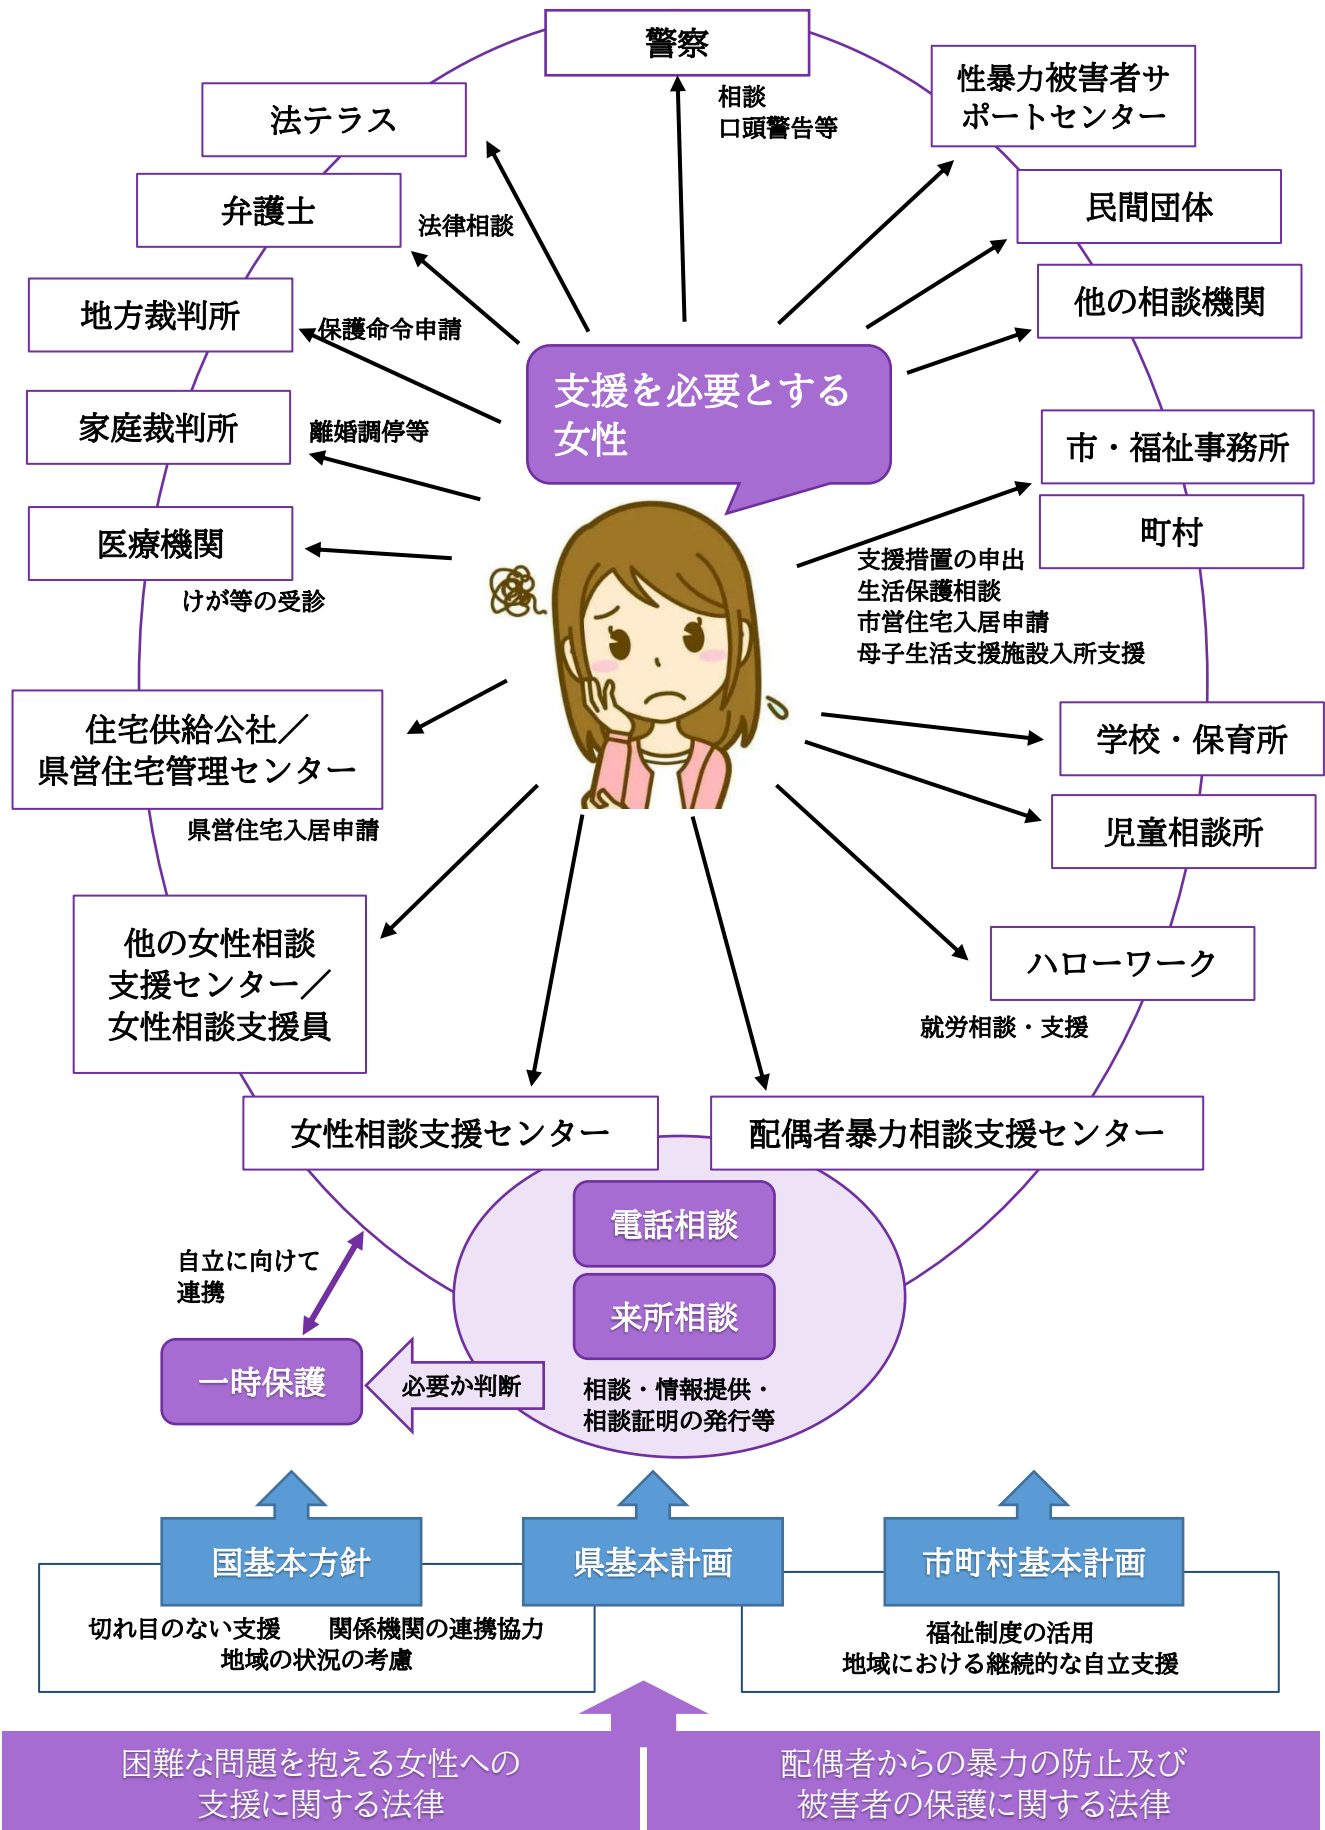 警察
相談
口頭警告等
性暴力被害者サ
ポートセンター
法テラス
弁護士
法律相談
民間団体
地方裁判所
保護命令申請
他の相談機関
家庭裁判所
離婚調停等
支援を必要とする
女性
市・福祉事務所
町村
医療機関
けが等の受診
支援措置の申出
生活保護相談
市営住宅入居申請
母子生活支援施設入所支援
住宅供給公社／
県営住宅管理センター
県営住宅入居申請
学校・保育所
児童相談所
他の女性相談
支援センター／
女性相談支援員
ハローワーク
就労相談・支援
女性相談支援センター
配偶者暴力相談支援センター
電話相談
来所相談
相談・情報提供・
相談証明の発行等
自立に向けて
連携
一時保護
必要か判断
国基本方針
県基本計画
市町村基本計画
切れ目のない支援　　関係機関の連携協力
地域の状況の考慮
福祉制度の活用
地域における継続的な自立支援
困難な問題を抱える女性への
支援に関する法律
配偶者からの暴力の防止及び
被害者の保護に関する法律